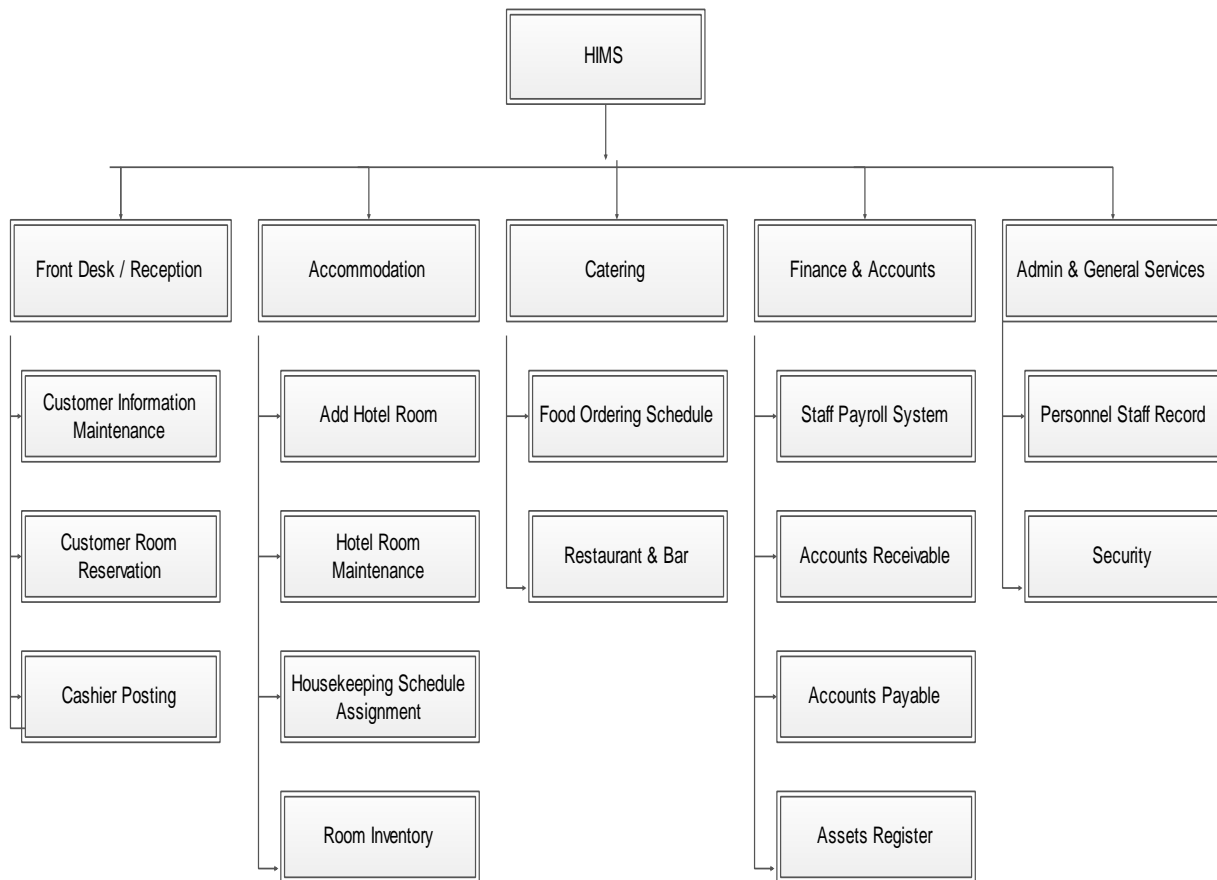 HIMS
Front Desk / Reception
Accommodation
Catering
Finance & Accounts
Admin & General Services
Customer Information
Maintenance
Add Hotel Room
Food Ordering Schedule
Staff Payroll System
Personnel Staff Record
Customer Room
Reservation
Hotel Room
Maintenance
Restaurant & Bar
Accounts Receivable
Security
Cashier Posting
Housekeeping Schedule
Assignment
Accounts Payable
Room Inventory
Assets Register